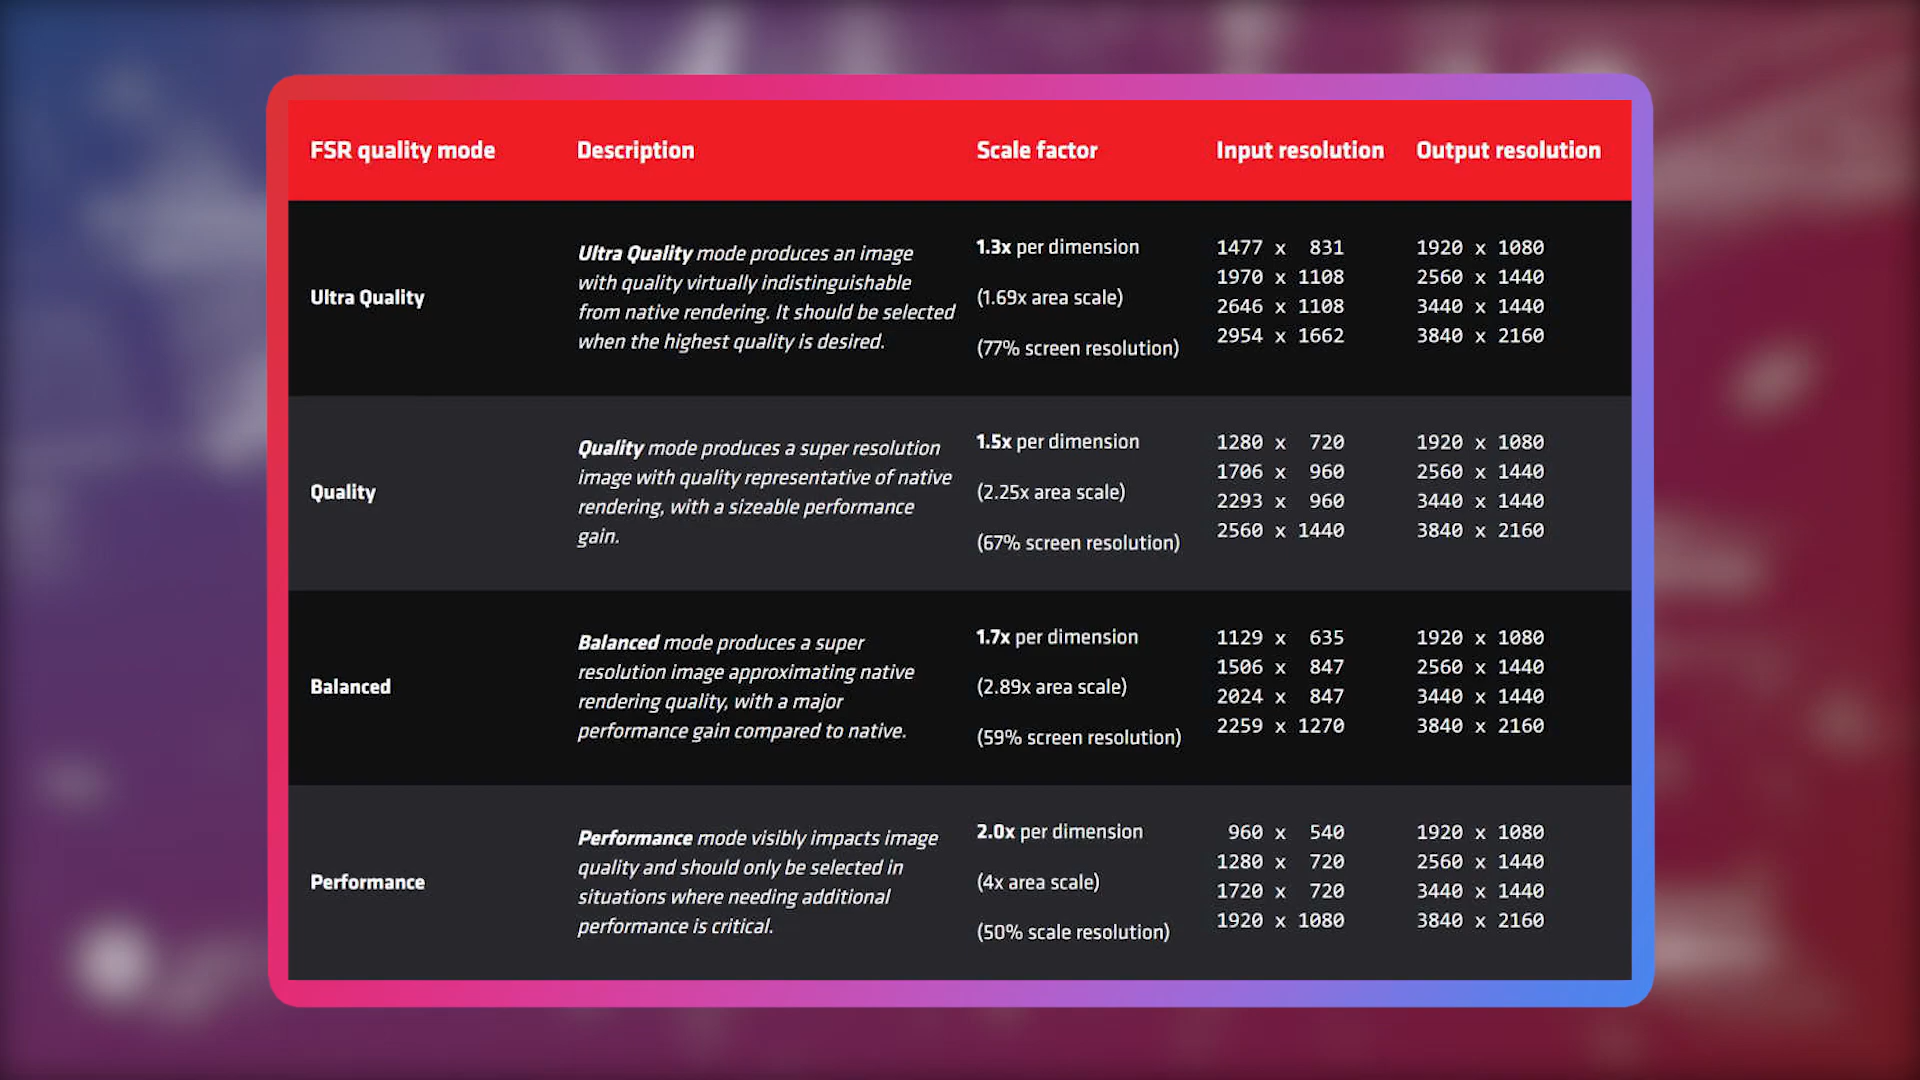 FSR quality mode Description Scale factor Input resolution Output resolution
Ultra Quality
Ultra Quality mode produces an image
with quality virtually indistinguishable
from native rendering. It should be selected
when the highest quality is desired.
1.3x per dimension
(1.69x area scale)
(77% screen resolution)
1477 x 831
1970 x 1108
2646 x 1108
2954 x 1662
1920 x 1080
2560 x 1440
3440 x 1440
3840 x 2160
Quality
Quality mode produces a super resolution
image with quality representative of native
rendering, with a sizeable performance
gain.
1.5x per dimension
(2.25x area scale)
(67% screen resolution)
1280 x 720
1706 x 960
2293 x 960
2560 x 1440
1920 x 1080
2560 x 1440
3440 x 1440
3840 x 2160
Balanced
Balanced mode produces a super
resolution image approximating native
rendering quality, with a major
performance gain compared to native.
1.7x per dimension
(2.89x area scale)
(59% screen resolution)
1129 x 635
1506 x 847
2024 x 847
2259 x 1270
1920 x 1080
2560 x 1440
3440 x 1440
3840 x 2160
Performance
Performance mode visibly impacts image
quality and should only be selected in
situations where needing additional
performance is critical.
2.0x per dimension
(4x area scale)
(50% scale resolution)
960 x 540
1280 x 720
1720 x 720
1920 x 1080
1920 x 1080
2560 x 1440
3440 x 1440
3840 x 2160